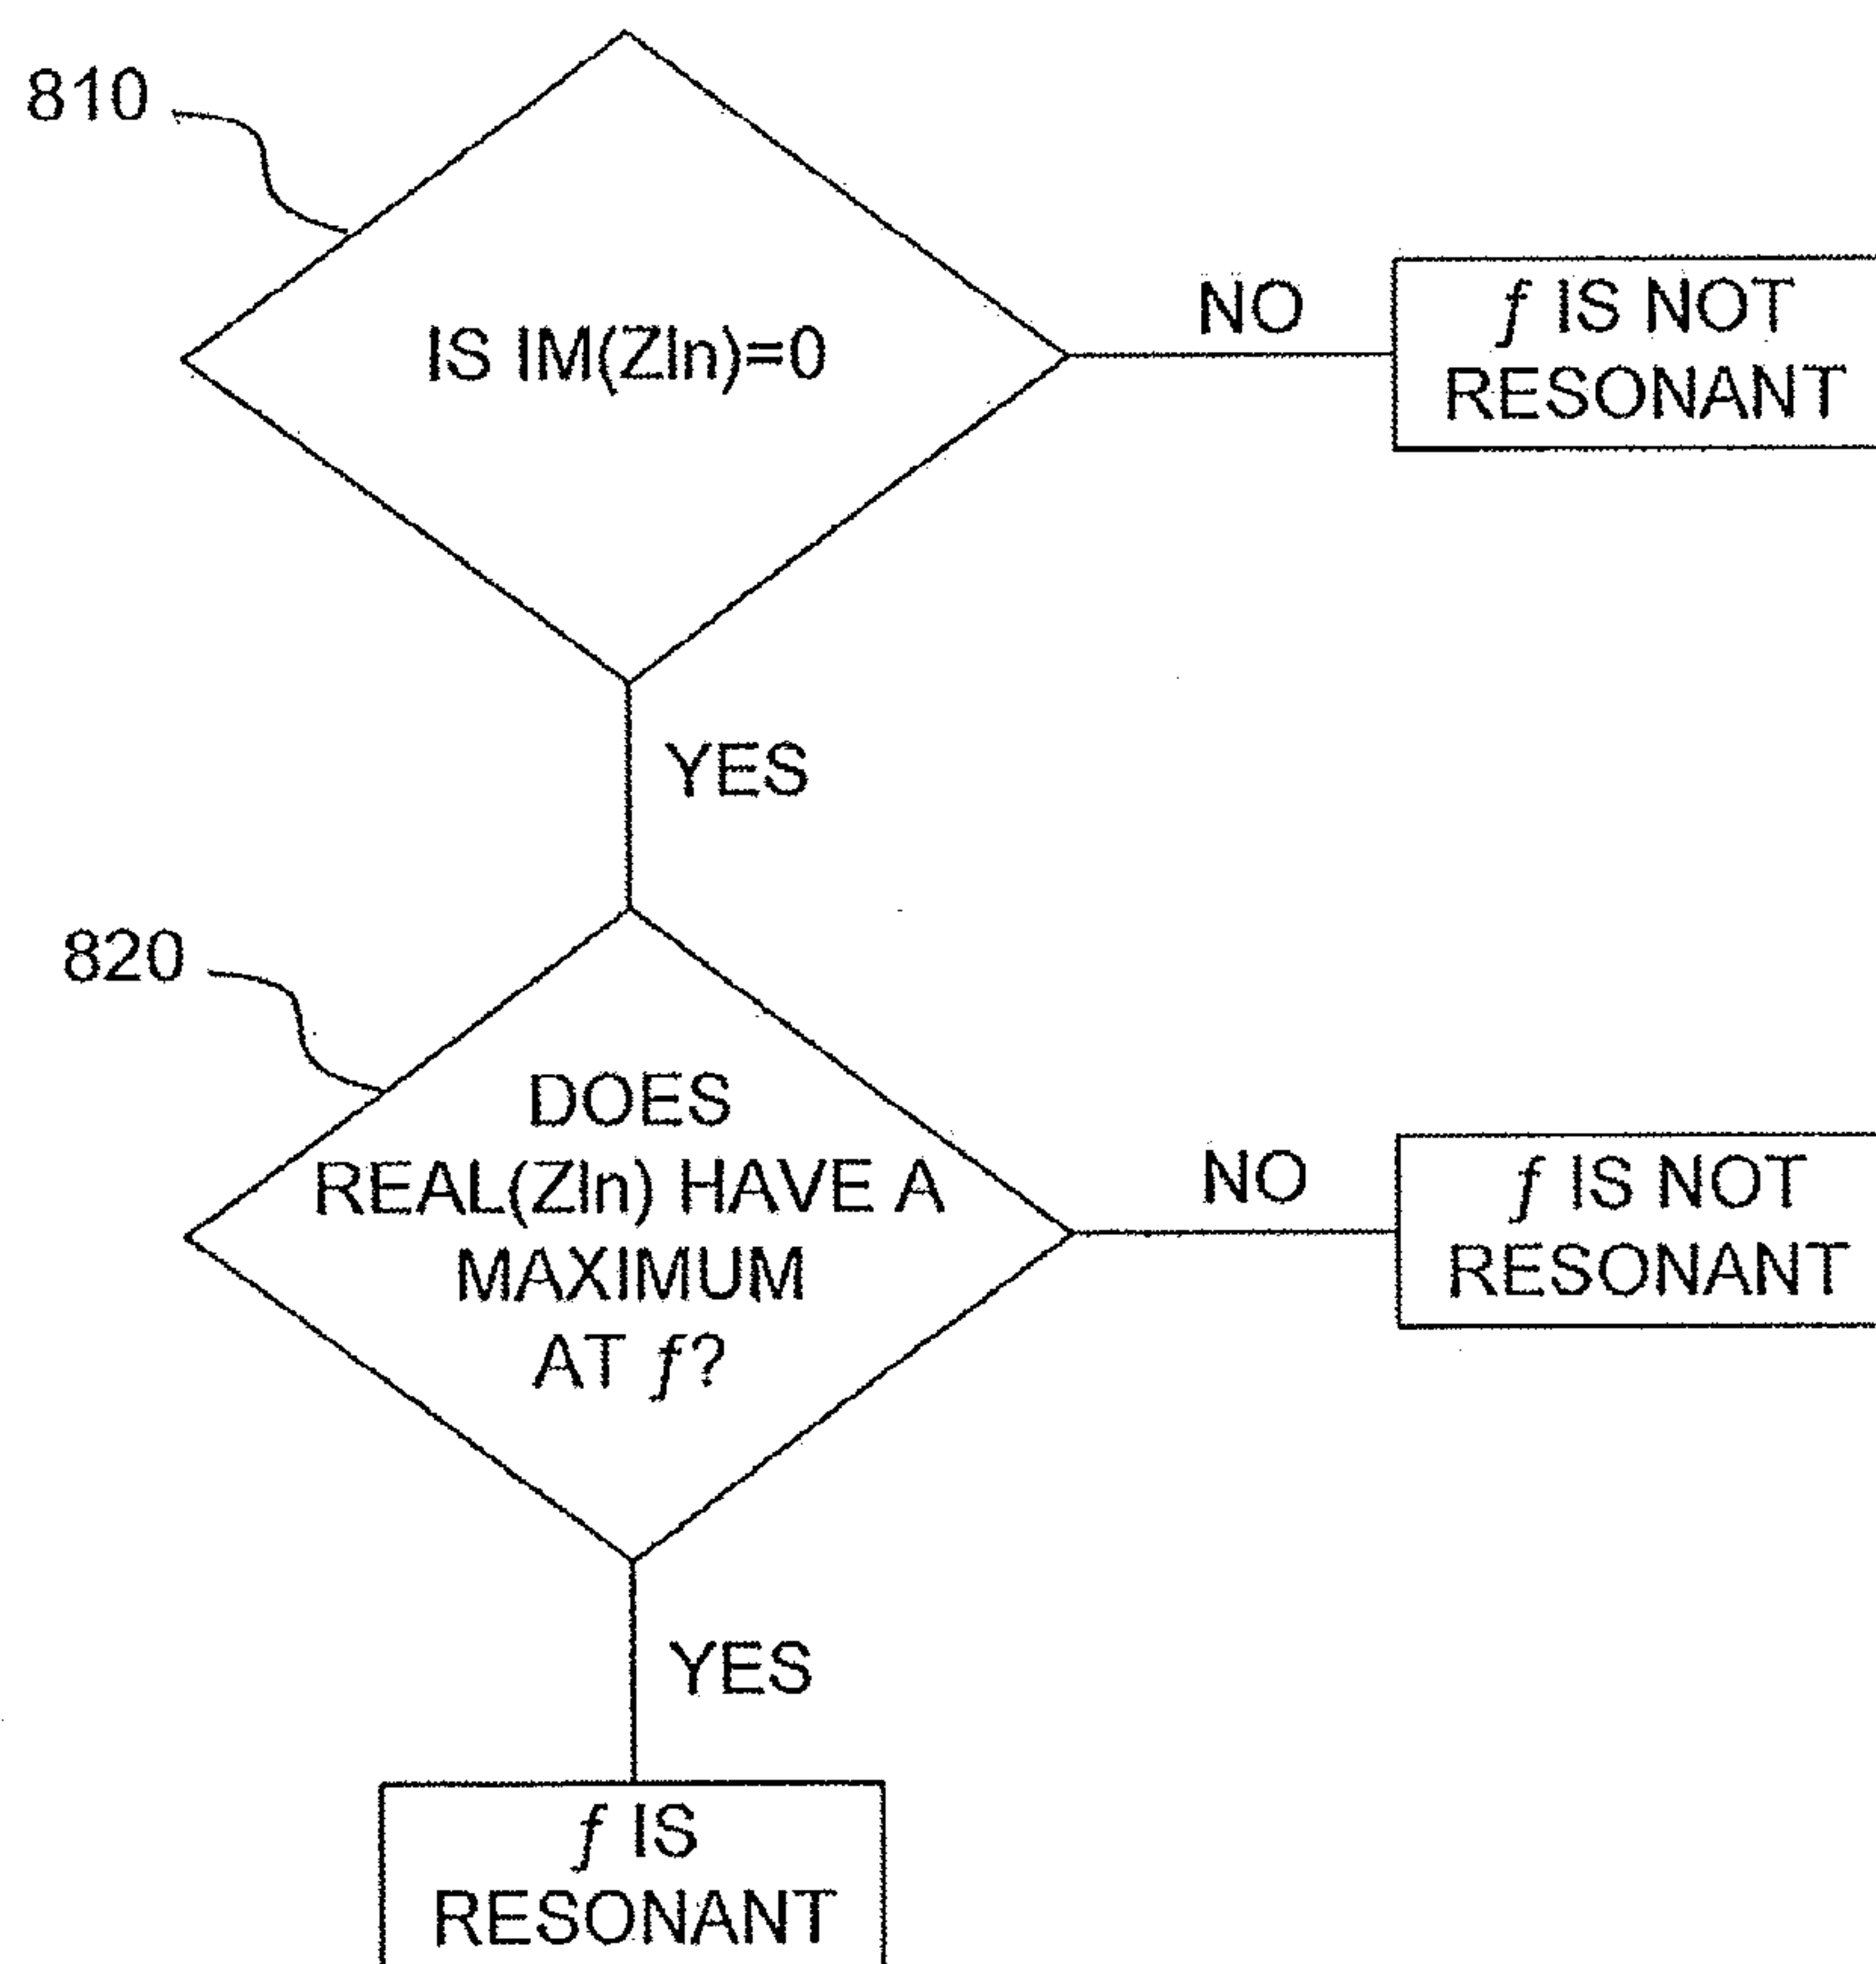 810
IS IM(ZIn)=0
NO
ƒ IS NOT
RESONANT
YES
820
DOES
REAL(ZIn) HAVE A
MAXIMUM
AT ƒ?
NO
ƒ IS NOT
RESONANT
YES
ƒ IS
RESONANT